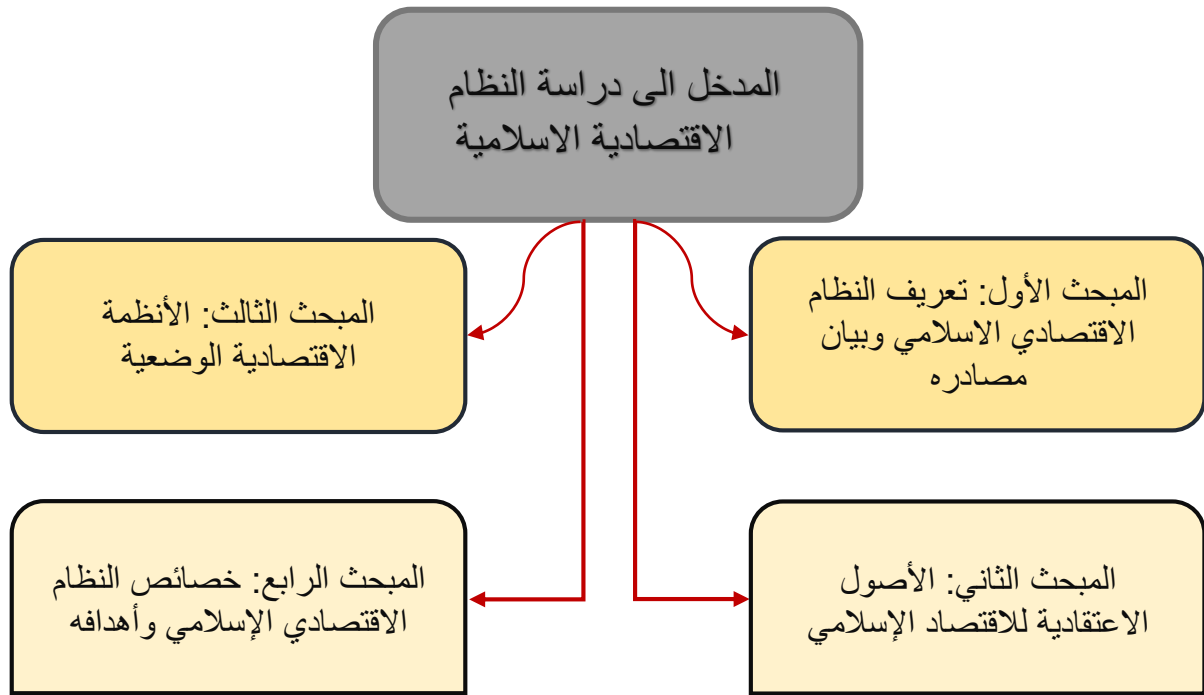 المدخل الى دراسة النظام
الاقتصادية الاسلامية
المبحث الأول: تعريف النظام
الاقتصادي الاسلامي وبيان
مصادره
المبحث الثاني: الأصول
الاعتقادية للاقتصاد الإسلامي
المبحث الثالث: الأنظمة
الاقتصادية الوضعية
المبحث الرابع: خصائص النظام
الاقتصادي الإسلامي وأهدافه